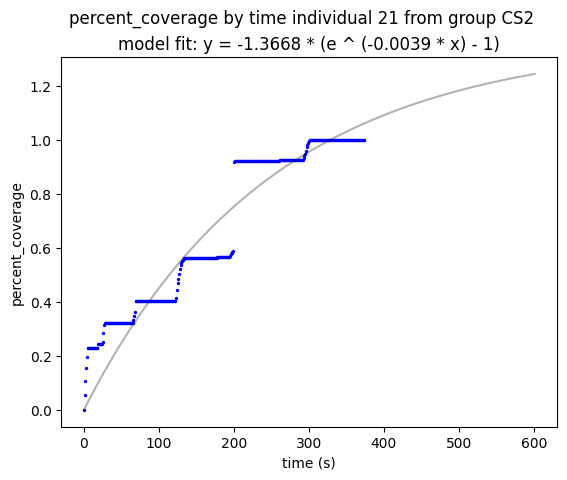 percent_coverage by time individual 21 from group CS2
model fit: y = -1.3668 * (e ^ (-0.0039 * x) - 1)
1.2
1.0
0.8
0.6
0.4
0.2
0.0
percent_coverage
0 100 200 300 400 500 600
time (s)